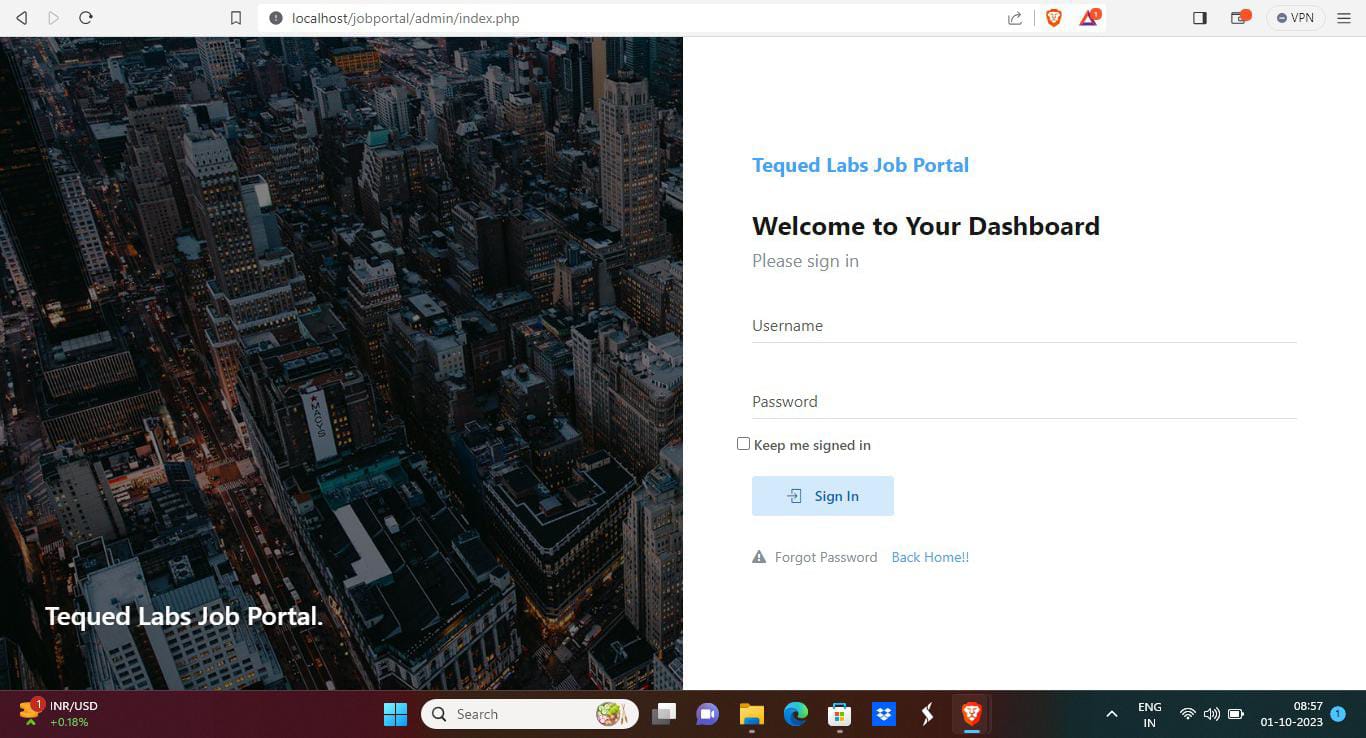 localhost/jobportal/admin/index.php
1
VPN
MACYS
Tequed Labs Job Portal.
Tequed Labs Job Portal
Welcome to Your Dashboard
Please sign in
Username
Password
Keep me signed in
Sign In
Forgot Password Back Home!!
1
INR/USD
+0.18%
Search
ENG
IN
08:57
01-10-2023
1